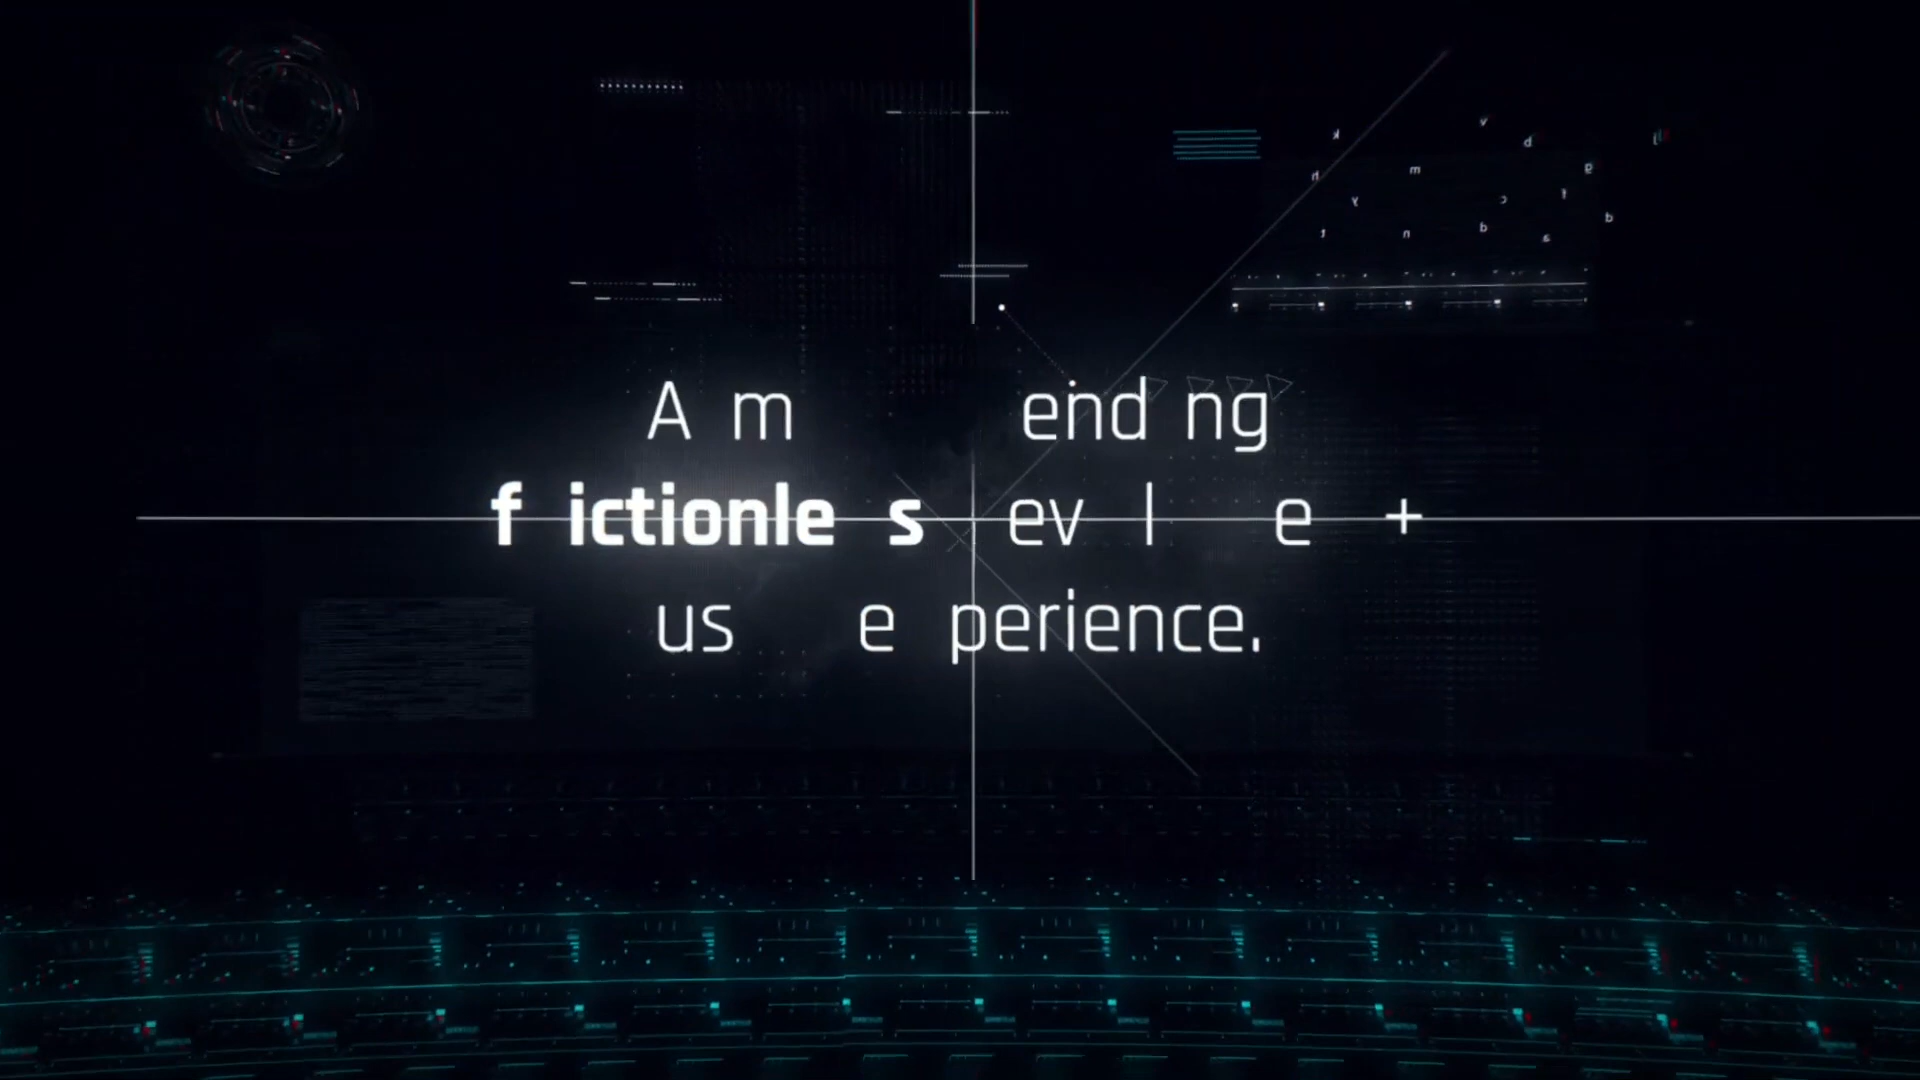 A m end ng
f ictionle s ev l e +
us e perience.